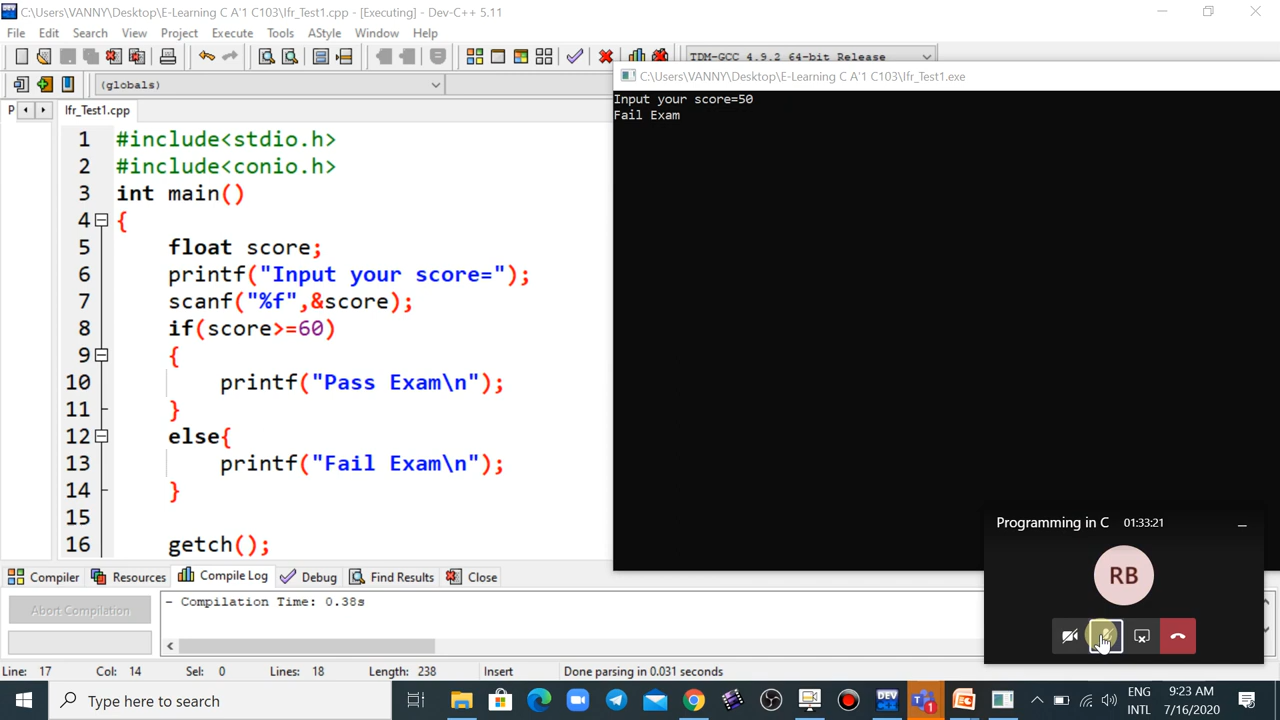 C:\Users\VANNY\Desktop\E-Learning C A'1 C103\Ifr_Test1.cpp - [Executing] - Dev-C++ 5.11
File Edit Search View Project Execute Tools AStyle Window Help
TDM-GCC 4.9.2 64-bit Release
(globals)
C:\Users\VANNY\Desktop\E-Learning C A'1 C103\Ifr_Test1.exe
P Ifr_Test1.cpp
Input your score=50
Fail Exam
1 #include<stdio.h>
2 #include<conio.h>
3 int main()
4 {
5 float score;
6 printf("Input your score=");
7 scanf("%f",&score);
8 if(score>=60)
9 {
10 printf("Pass Exam\n");
11 }
12 else{
13 printf("Fail Exam\n");
14 }
15
16 getch();
Programming in C 01:33:21
RB
Compiler Resources Compile Log Debug Find Results Close
Abort Compilation
- Compilation Time: 0.38s
Line: 17 Col: 14 Sel: 0 Lines: 18 Length: 238 Insert Done parsing in 0.031 seconds
Type here to search
DEV
1
ENG
INTL
9:23 AM
7/16/2020